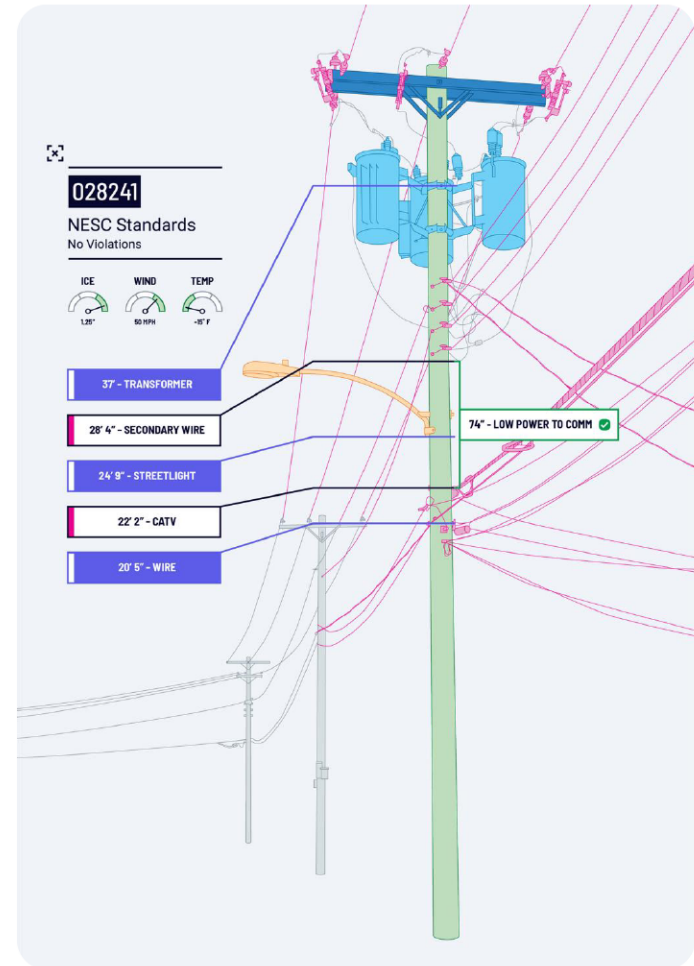 028241
NESC Standards
No Violations
ICE WIND TEMP
1.25" 50 MPH -15° F
37' - TRANSFORMER
28' 4" - SECONDARY WIRE
74" - LOW POWER TO COMM
24' 9" - STREETLIGHT
22' 2" - CATV
20' 5" - WIRE